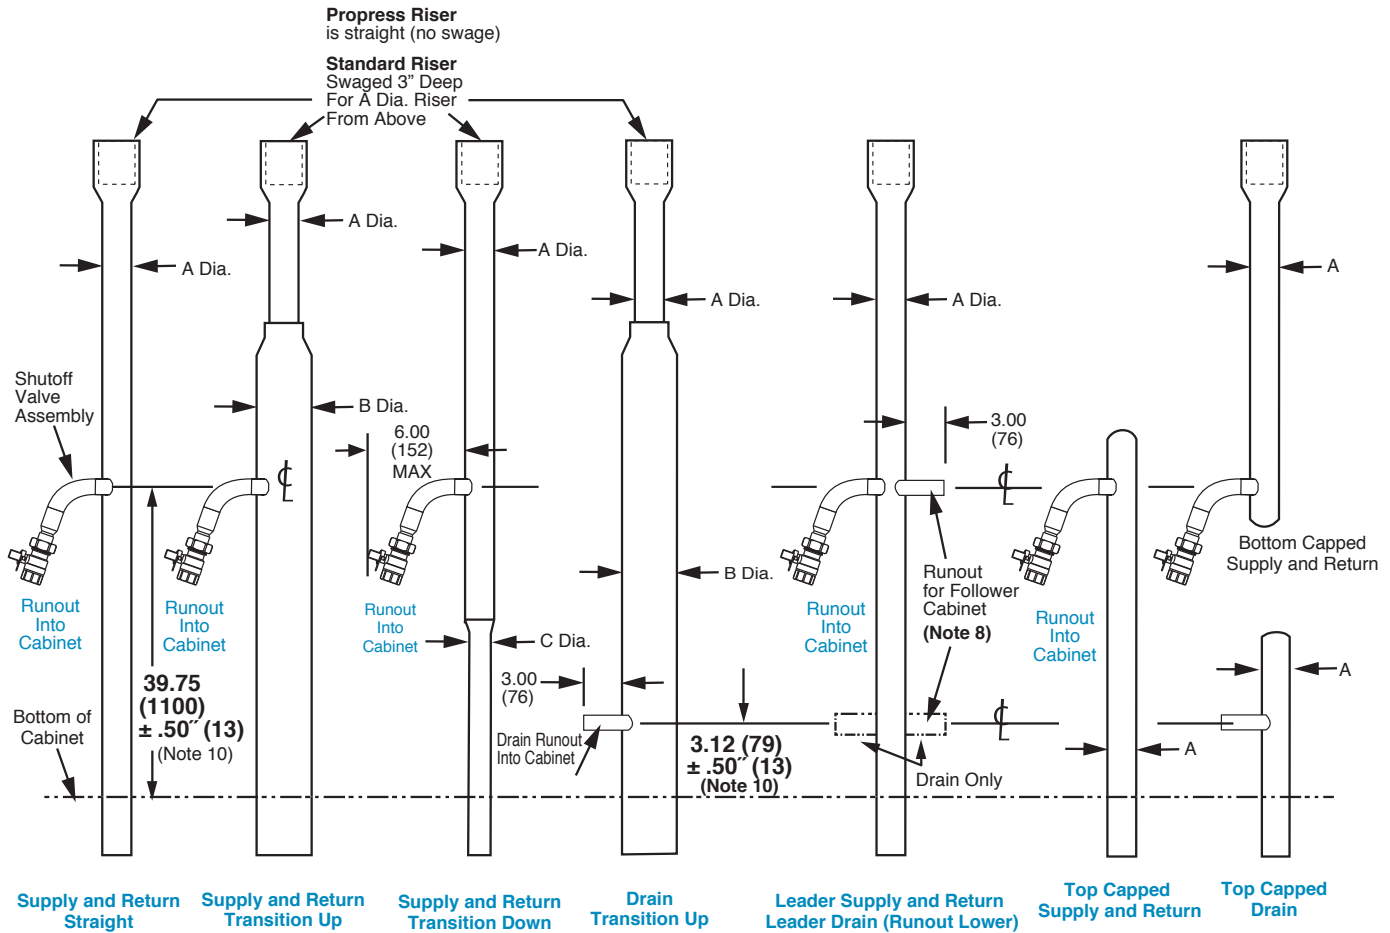 Propress Riser
is straight (no swage)
Standard Riser
Swaged 3” Deep
For A Dia. Riser
From Above
A Dia.
A Dia.
A Dia.
A Dia.
A Dia.
A
Shutoff
Valve
Assembly
B Dia.
6.00
(152)
MAX
3.00
(76)
℄
℄
Bottom Capped
Supply and Return
B Dia.
Runout
for Follower
Cabinet
(Note 8)
Runout
Into
Cabinet
Runout
Into
Cabinet
Runout
Into
Cabinet
Runout
Into
Cabinet
Runout
Into
Cabinet
C Dia.
39.75
(1100)
± .50″ (13)
(Note 10)
3.00
(76)
A
Bottom of
Cabinet
Drain Runout
Into Cabinet
3.12 (79)
± .50″ (13)
(Note 10)
℄
Drain Only
A
Supply and Return
Straight
Supply and Return
Transition Up
Supply and Return
Transition Down
Drain
Transition Up
Leader Supply and Return
Leader Drain (Runout Lower)
Top Capped
Supply and Return
Top Capped
Drain